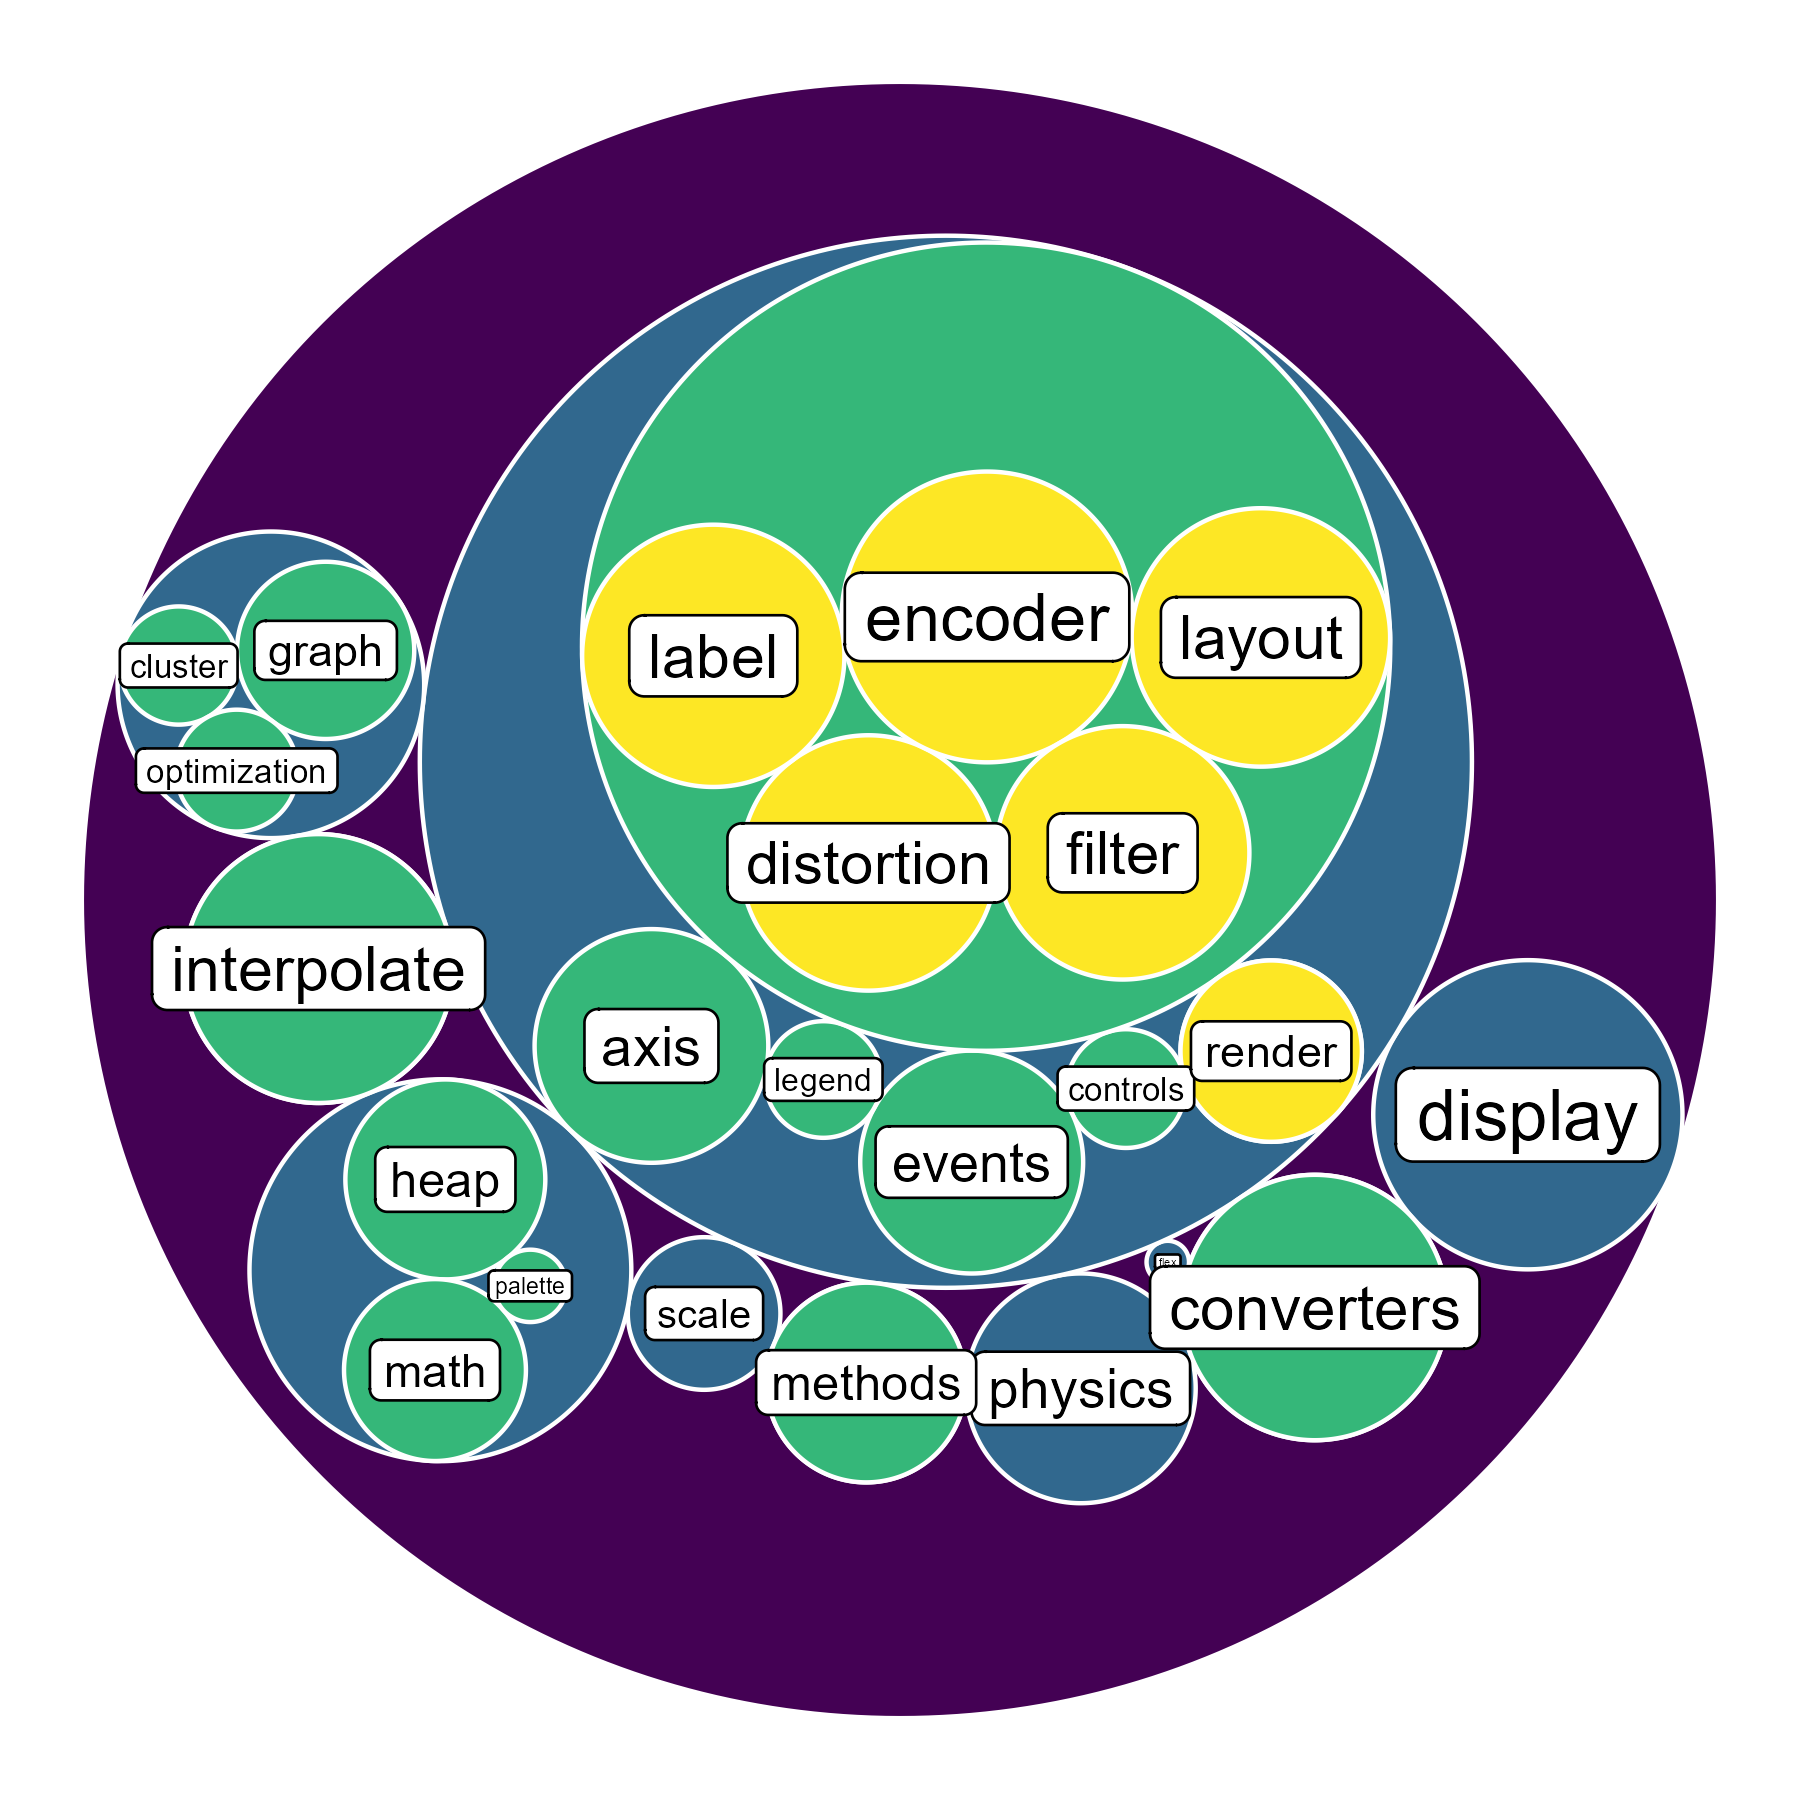 encoder
layout
label
graph
cluster
optimization
distortion
filter
interpolate
axis
render
legend
controls
display
events
heap
flex
palette
converters
scale
math
methods
physics